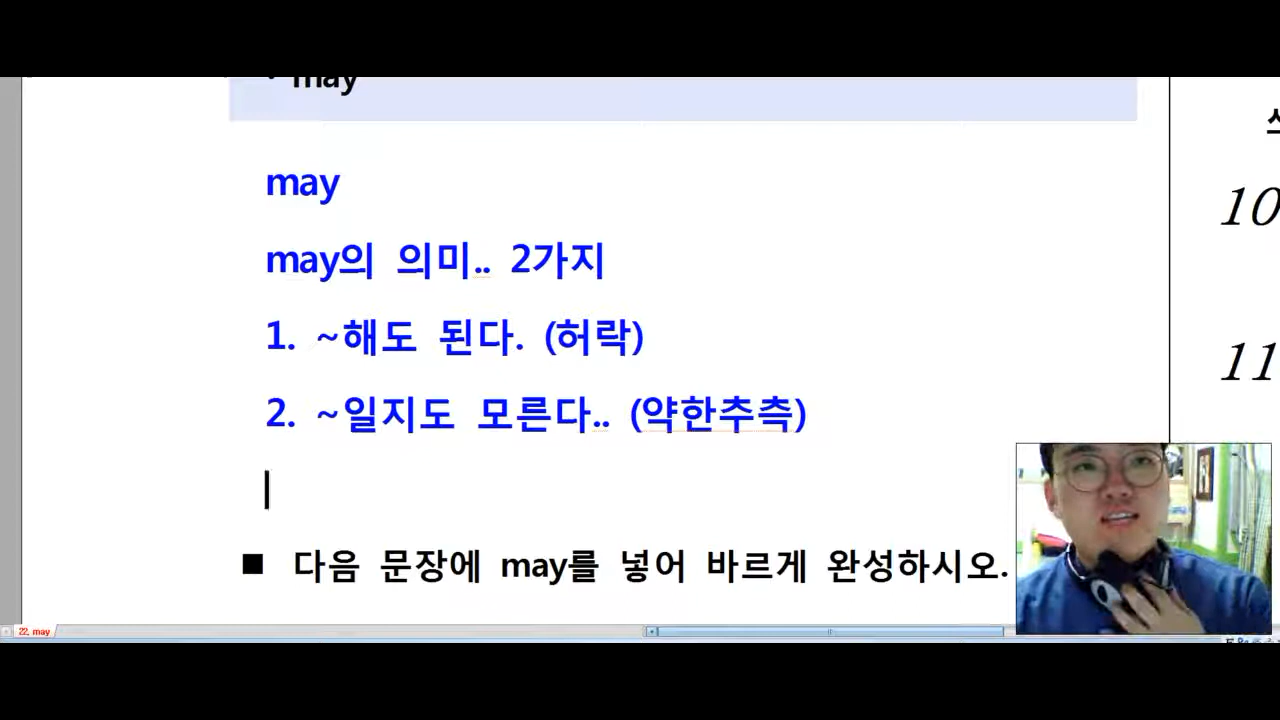 • may
may
may의 의미.. 2가지
1. ~해도 된다. (허락)
2. ~일지도 모른다.. (약한추측)
■ 다음 문장에 may를 넣어 바르게 완성하시오.
10
11
22. may